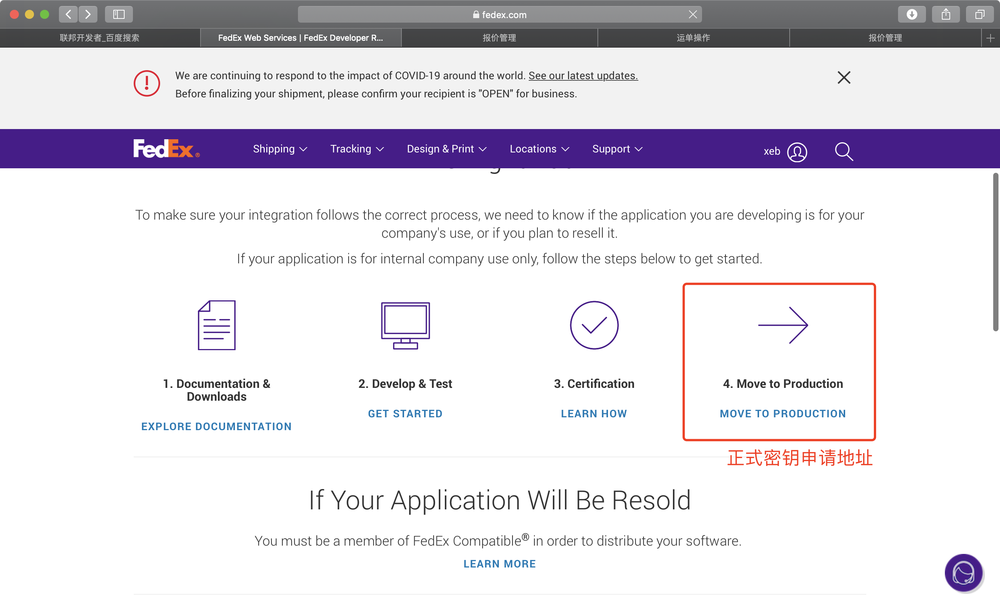 fedex.com
联邦开发者_百度搜索
FedEx Web Services | FedEx Developer R...
报价管理
运单操作
报价管理
We are continuing to respond to the impact of COVID-19 around the world. See our latest updates.
Before finalizing your shipment, please confirm your recipient is "OPEN" for business.
FedEx®
Shipping
Tracking
Design & Print
Locations
Support
xeb
To make sure your integration follows the correct process, we need to know if the application you are developing is for your
company's use, or if you plan to resell it.
If your application is for internal company use only, follow the steps below to get started.
1. Documentation &
Downloads
EXPLORE DOCUMENTATION
2. Develop & Test
GET STARTED
3. Certification
LEARN HOW
4. Move to Production
MOVE TO PRODUCTION
正式密钥申请地址
If Your Application Will Be Resold
You must be a member of FedEx Compatible® in order to distribute your software.
LEARN MORE